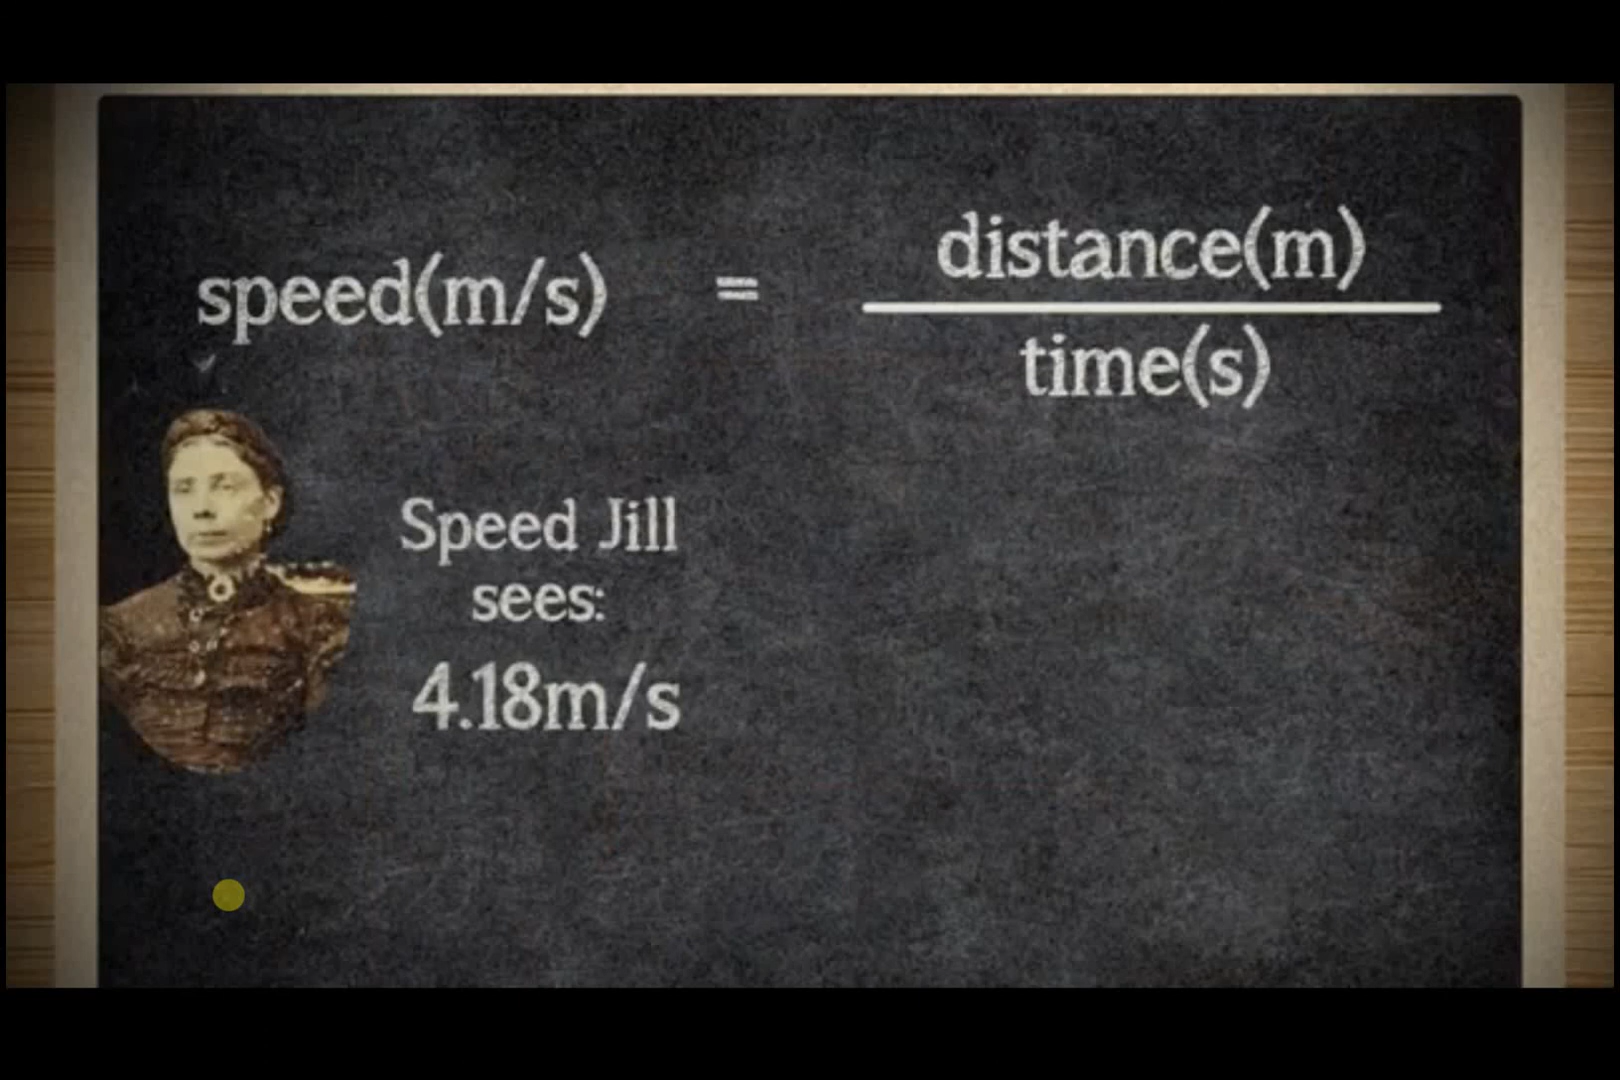 speed(m/s) = distance(m)
time(s)
Speed Jill
sees:
4.18m/s